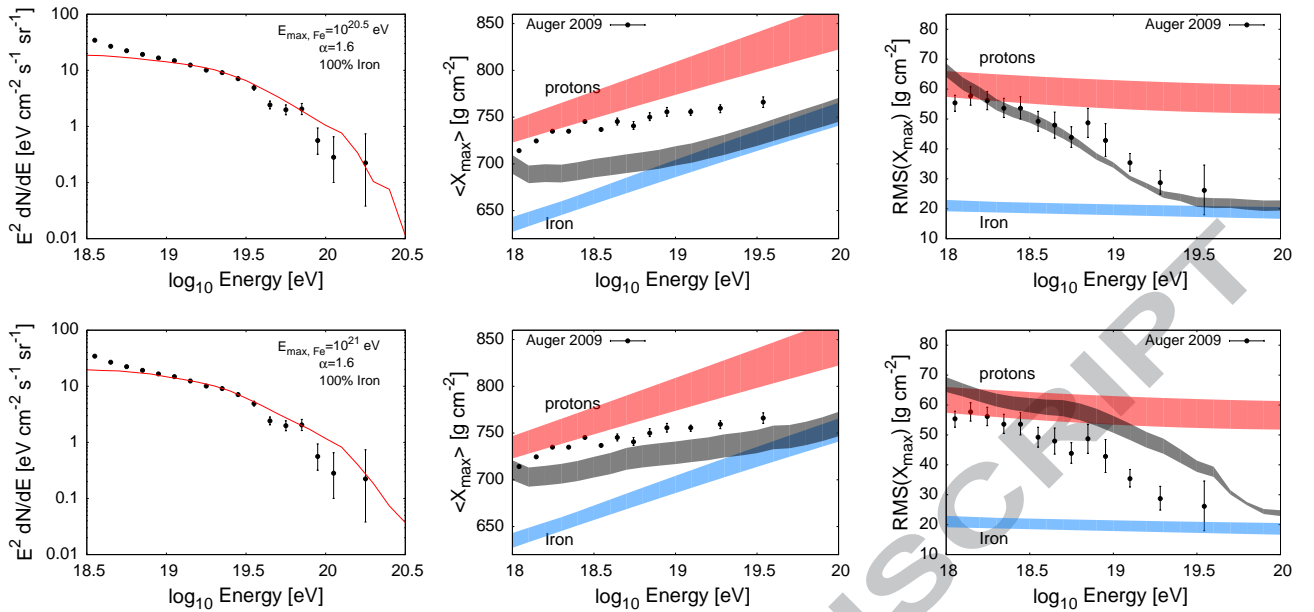 E² dN/dE [eV cm⁻² s⁻¹ sr⁻¹]
100
10
1
0.1
0.01
18.5 19 19.5 20 20.5
log₁₀ Energy [eV]
E_max, Fe=10^20.5 eV
α=1.6
100% Iron
<X_max> [g cm⁻²]
850
800
750
700
650
18 18.5 19 19.5 20
log₁₀ Energy [eV]
Auger 2009
protons
Iron
RMS(X_max) [g cm⁻²]
80
70
60
50
40
30
20
10
18 18.5 19 19.5 20
log₁₀ Energy [eV]
Auger 2009
protons
Iron
E² dN/dE [eV cm⁻² s⁻¹ sr⁻¹]
100
10
1
0.1
0.01
18.5 19 19.5 20 20.5
log₁₀ Energy [eV]
E_max, Fe=10^21 eV
α=1.6
100% Iron
<X_max> [g cm⁻²]
850
800
750
700
650
18 18.5 19 19.5 20
log₁₀ Energy [eV]
Auger 2009
protons
Iron
RMS(X_max) [g cm⁻²]
80
70
60
50
40
30
20
10
18 18.5 19 19.5 20
log₁₀ Energy [eV]
Auger 2009
protons
Iron
USCRIPT